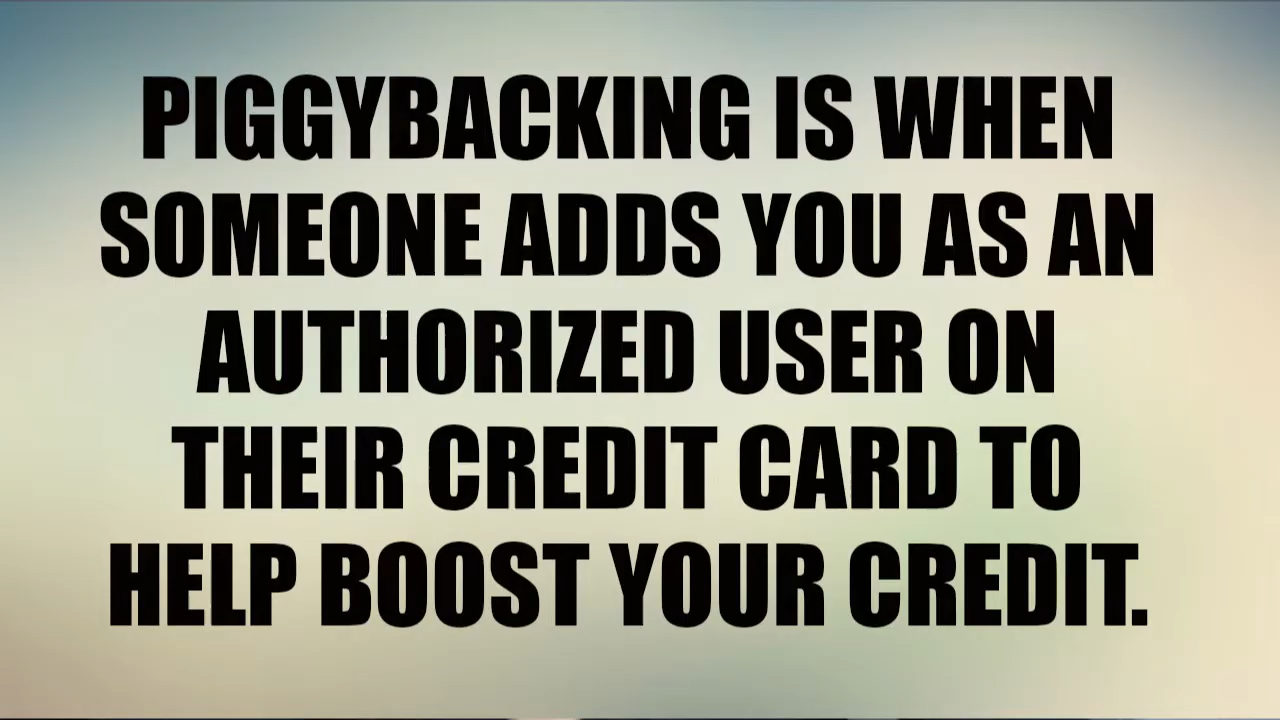 PIGGYBACKING IS WHEN
SOMEONE ADDS YOU AS AN
AUTHORIZED USER ON
THEIR CREDIT CARD TO
HELP BOOST YOUR CREDIT.